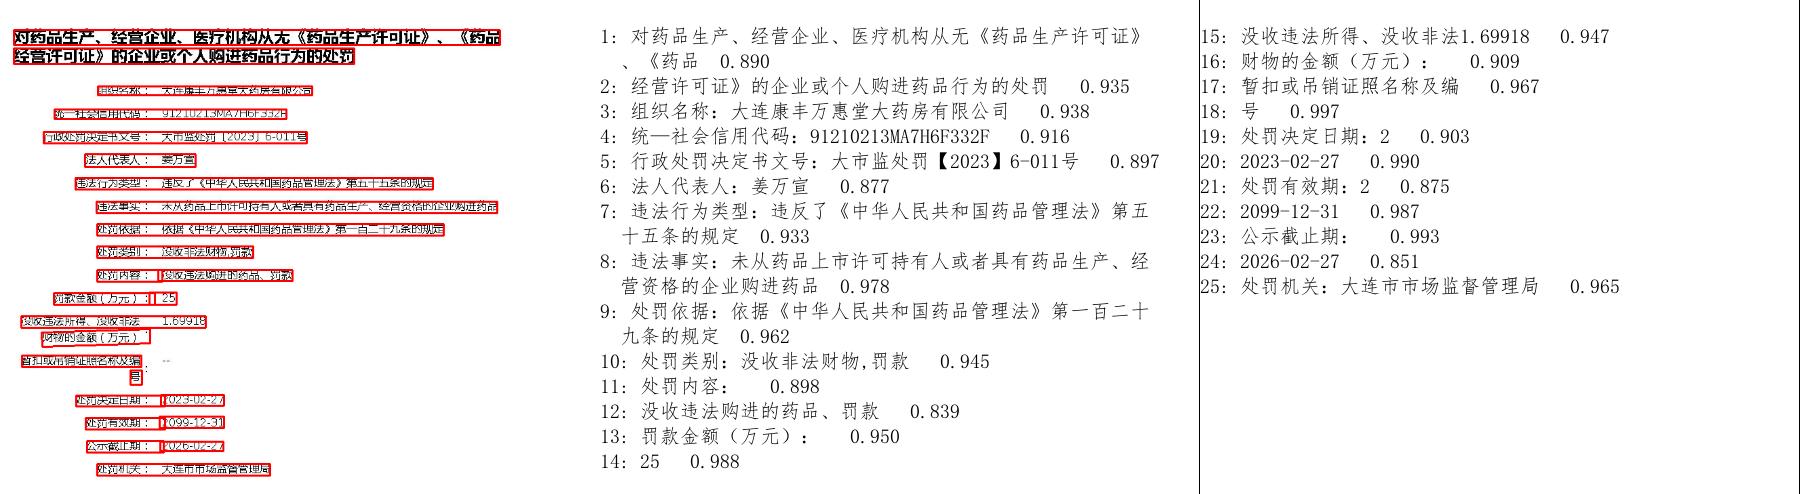 对药品生产、经营企业、医疗机构从无《药品生产许可证》、《药品
经营许可证》的企业或个人购进药品行为的处罚
组织名称： 大连康丰万惠堂大药房有限公司
统一社会信用代码： 91210213MA7H6F332F
行政处罚决定书文号： 大市监处罚【2023】6-011号
法人代表人： 姜万宣
违法行为类型： 违反了《中华人民共和国药品管理法》第五十五条的规定
违法事实： 未从药品上市许可持有人或者具有药品生产、经营资格的企业购进药品
处罚依据： 依据《中华人民共和国药品管理法》第一百二十九条的规定
处罚类别： 没收非法财物,罚款
处罚内容： 没收违法购进的药品、罚款
罚款金额（万元）： 25
没收违法所得、没收非法 1.69918
财物的金额（万元）：
暂扣或吊销证照名称及编 --
号：
处罚决定日期： 2023-02-27
处罚有效期： 2099-12-31
公示截止期： 2026-02-27
处罚机关： 大连市市场监督管理局
1: 对药品生产、经营企业、医疗机构从无《药品生产许可证》
、《药品 0.890
2: 经营许可证》的企业或个人购进药品行为的处罚 0.935
3: 组织名称：大连康丰万惠堂大药房有限公司 0.938
4: 统一社会信用代码：91210213MA7H6F332F 0.916
5: 行政处罚决定书文号：大市监处罚【2023】6-011号 0.897
6: 法人代表人：姜万宣 0.877
7: 违法行为类型：违反了《中华人民共和国药品管理法》第五
十五条的规定 0.933
8: 违法事实：未从药品上市许可持有人或者具有药品生产、经
营资格的企业购进药品 0.978
9: 处罚依据：依据《中华人民共和国药品管理法》第一百二十
九条的规定 0.962
10: 处罚类别：没收非法财物,罚款 0.945
11: 处罚内容： 0.898
12: 没收违法购进的药品、罚款 0.839
13: 罚款金额（万元）： 0.950
14: 25 0.988
15: 没收违法所得、没收非法1.69918 0.947
16: 财物的金额（万元）： 0.909
17: 暂扣或吊销证照名称及编 0.967
18: 号 0.997
19: 处罚决定日期：2 0.903
20: 2023-02-27 0.990
21: 处罚有效期：2 0.875
22: 2099-12-31 0.987
23: 公示截止期： 0.993
24: 2026-02-27 0.851
25: 处罚机关：大连市市场监督管理局 0.965